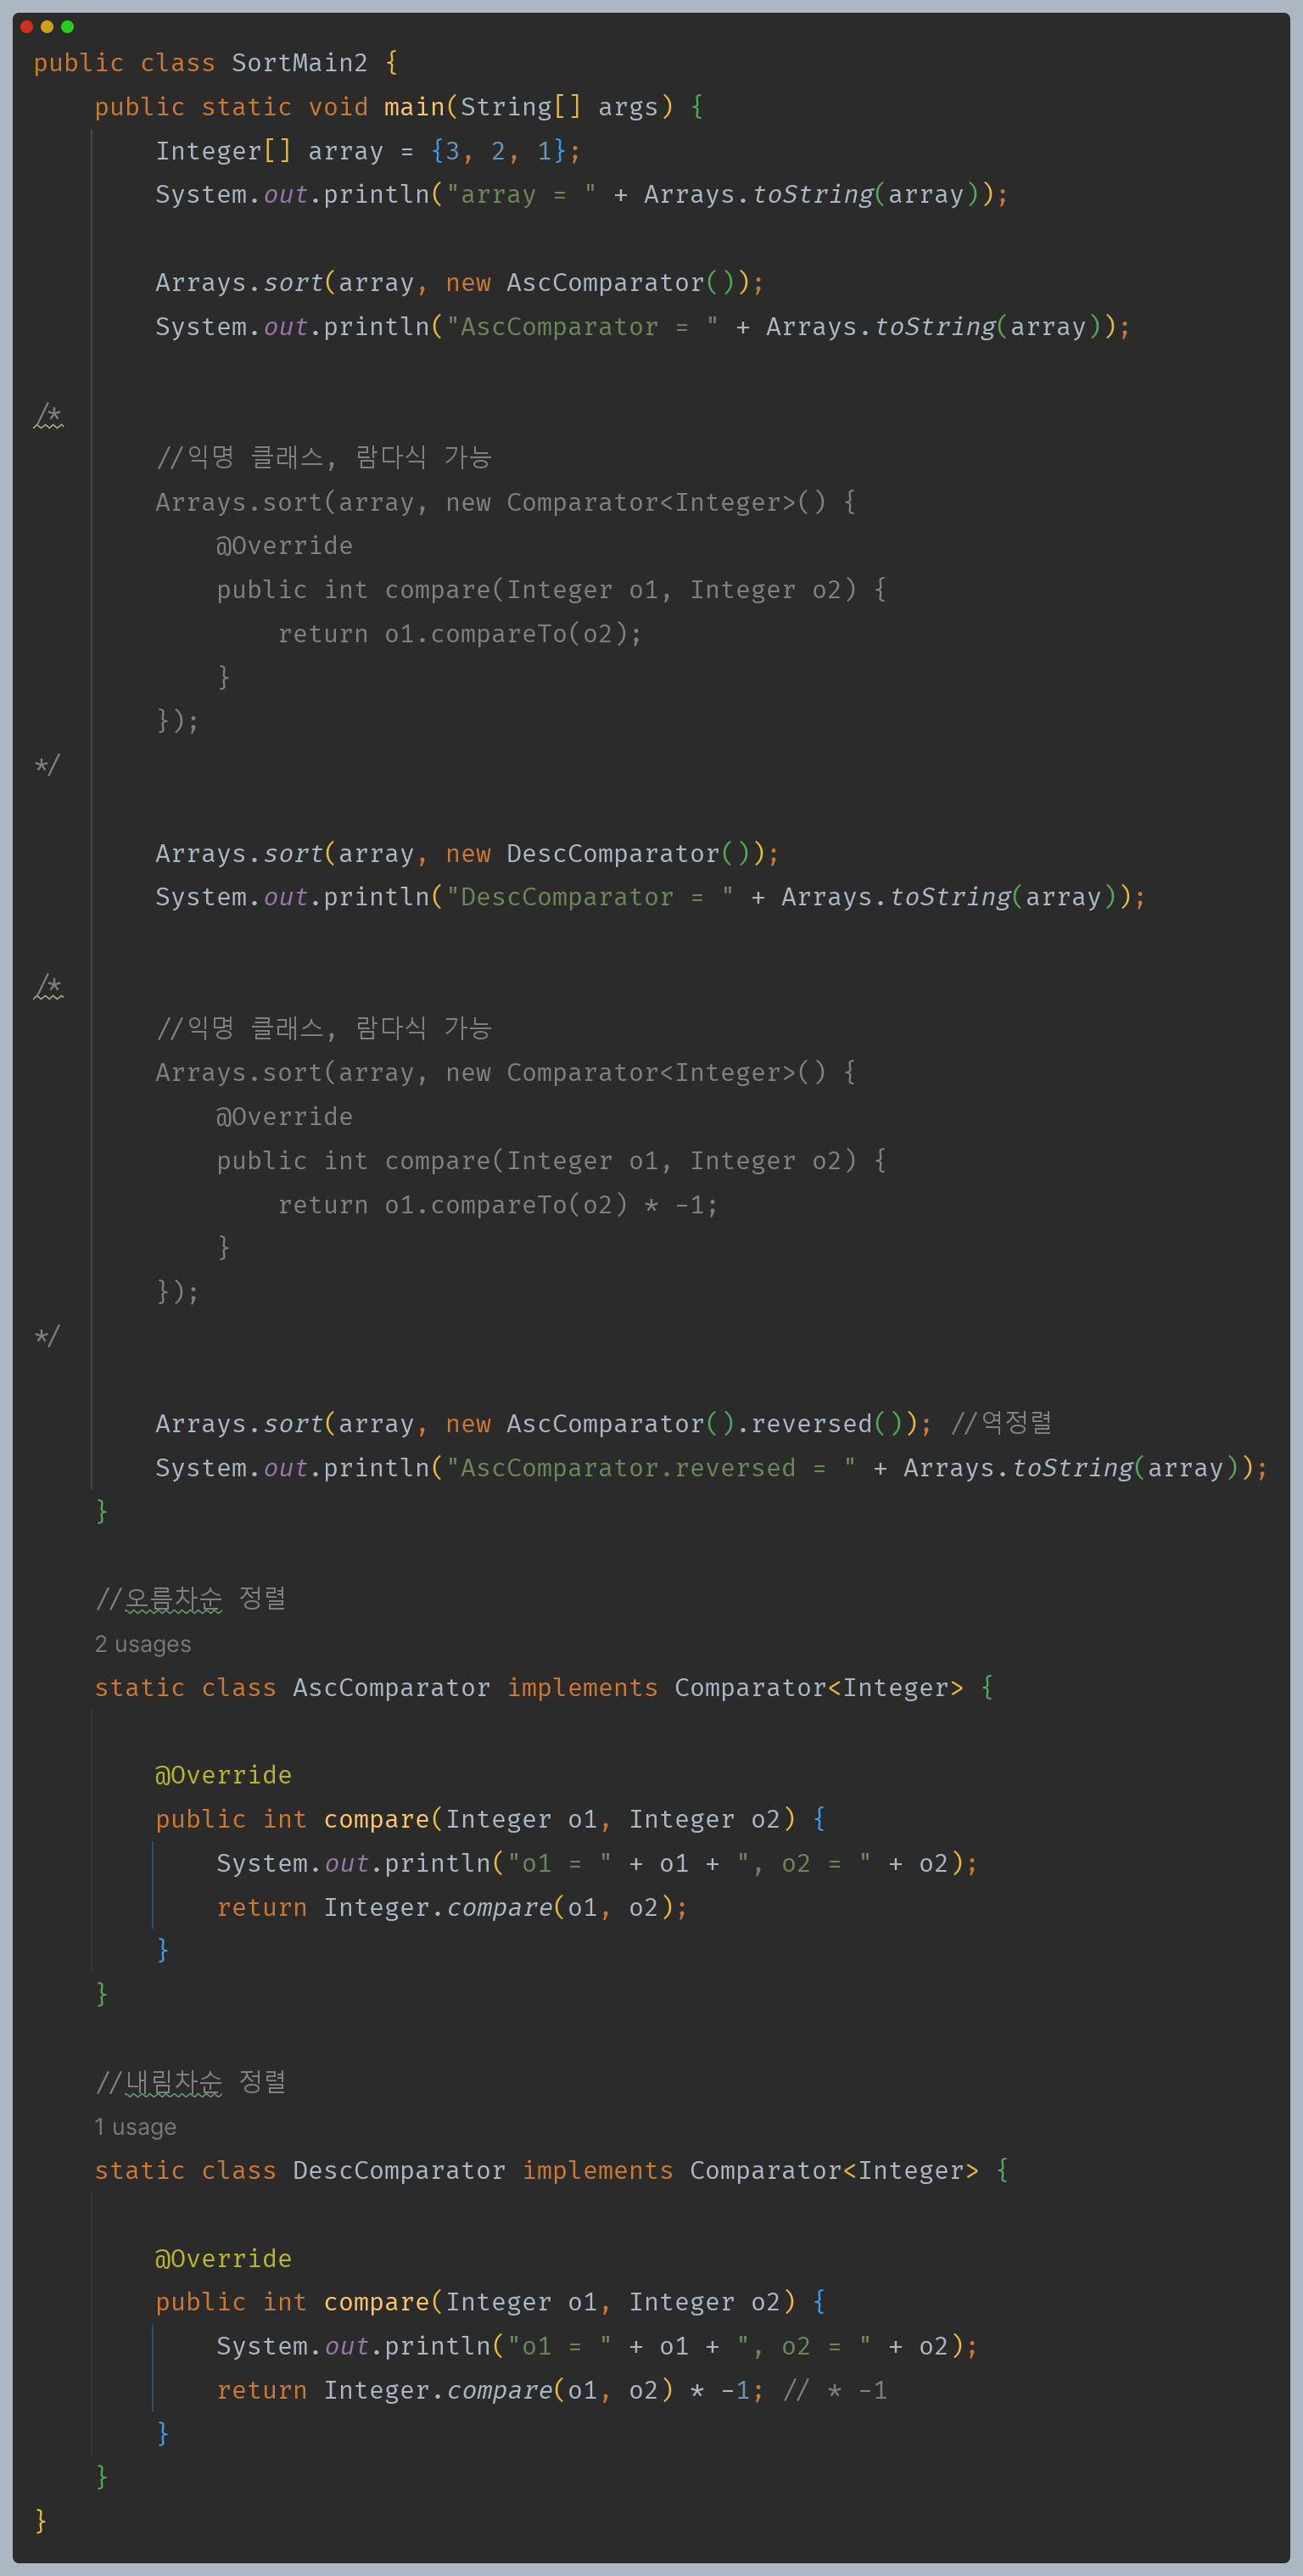 public class SortMain2 {
    public static void main(String[] args) {
        Integer[] array = {3, 2, 1};
        System.out.println("array = " + Arrays.toString(array));

        Arrays.sort(array, new AscComparator());
        System.out.println("AscComparator = " + Arrays.toString(array));

/*
        //익명 클래스, 람다식 가능
        Arrays.sort(array, new Comparator<Integer>() {
            @Override
            public int compare(Integer o1, Integer o2) {
                return o1.compareTo(o2);
            }
        });
*/

        Arrays.sort(array, new DescComparator());
        System.out.println("DescComparator = " + Arrays.toString(array));

/*
        //익명 클래스, 람다식 가능
        Arrays.sort(array, new Comparator<Integer>() {
            @Override
            public int compare(Integer o1, Integer o2) {
                return o1.compareTo(o2) * -1;
            }
        });
*/

        Arrays.sort(array, new AscComparator().reversed()); //역정렬
        System.out.println("AscComparator.reversed = " + Arrays.toString(array));
    }

    //오름차순 정렬
    2 usages
    static class AscComparator implements Comparator<Integer> {

        @Override
        public int compare(Integer o1, Integer o2) {
            System.out.println("o1 = " + o1 + ", o2 = " + o2);
            return Integer.compare(o1, o2);
        }
    }

    //내림차순 정렬
    1 usage
    static class DescComparator implements Comparator<Integer> {

        @Override
        public int compare(Integer o1, Integer o2) {
            System.out.println("o1 = " + o1 + ", o2 = " + o2);
            return Integer.compare(o1, o2) * -1; // * -1
        }
    }
}